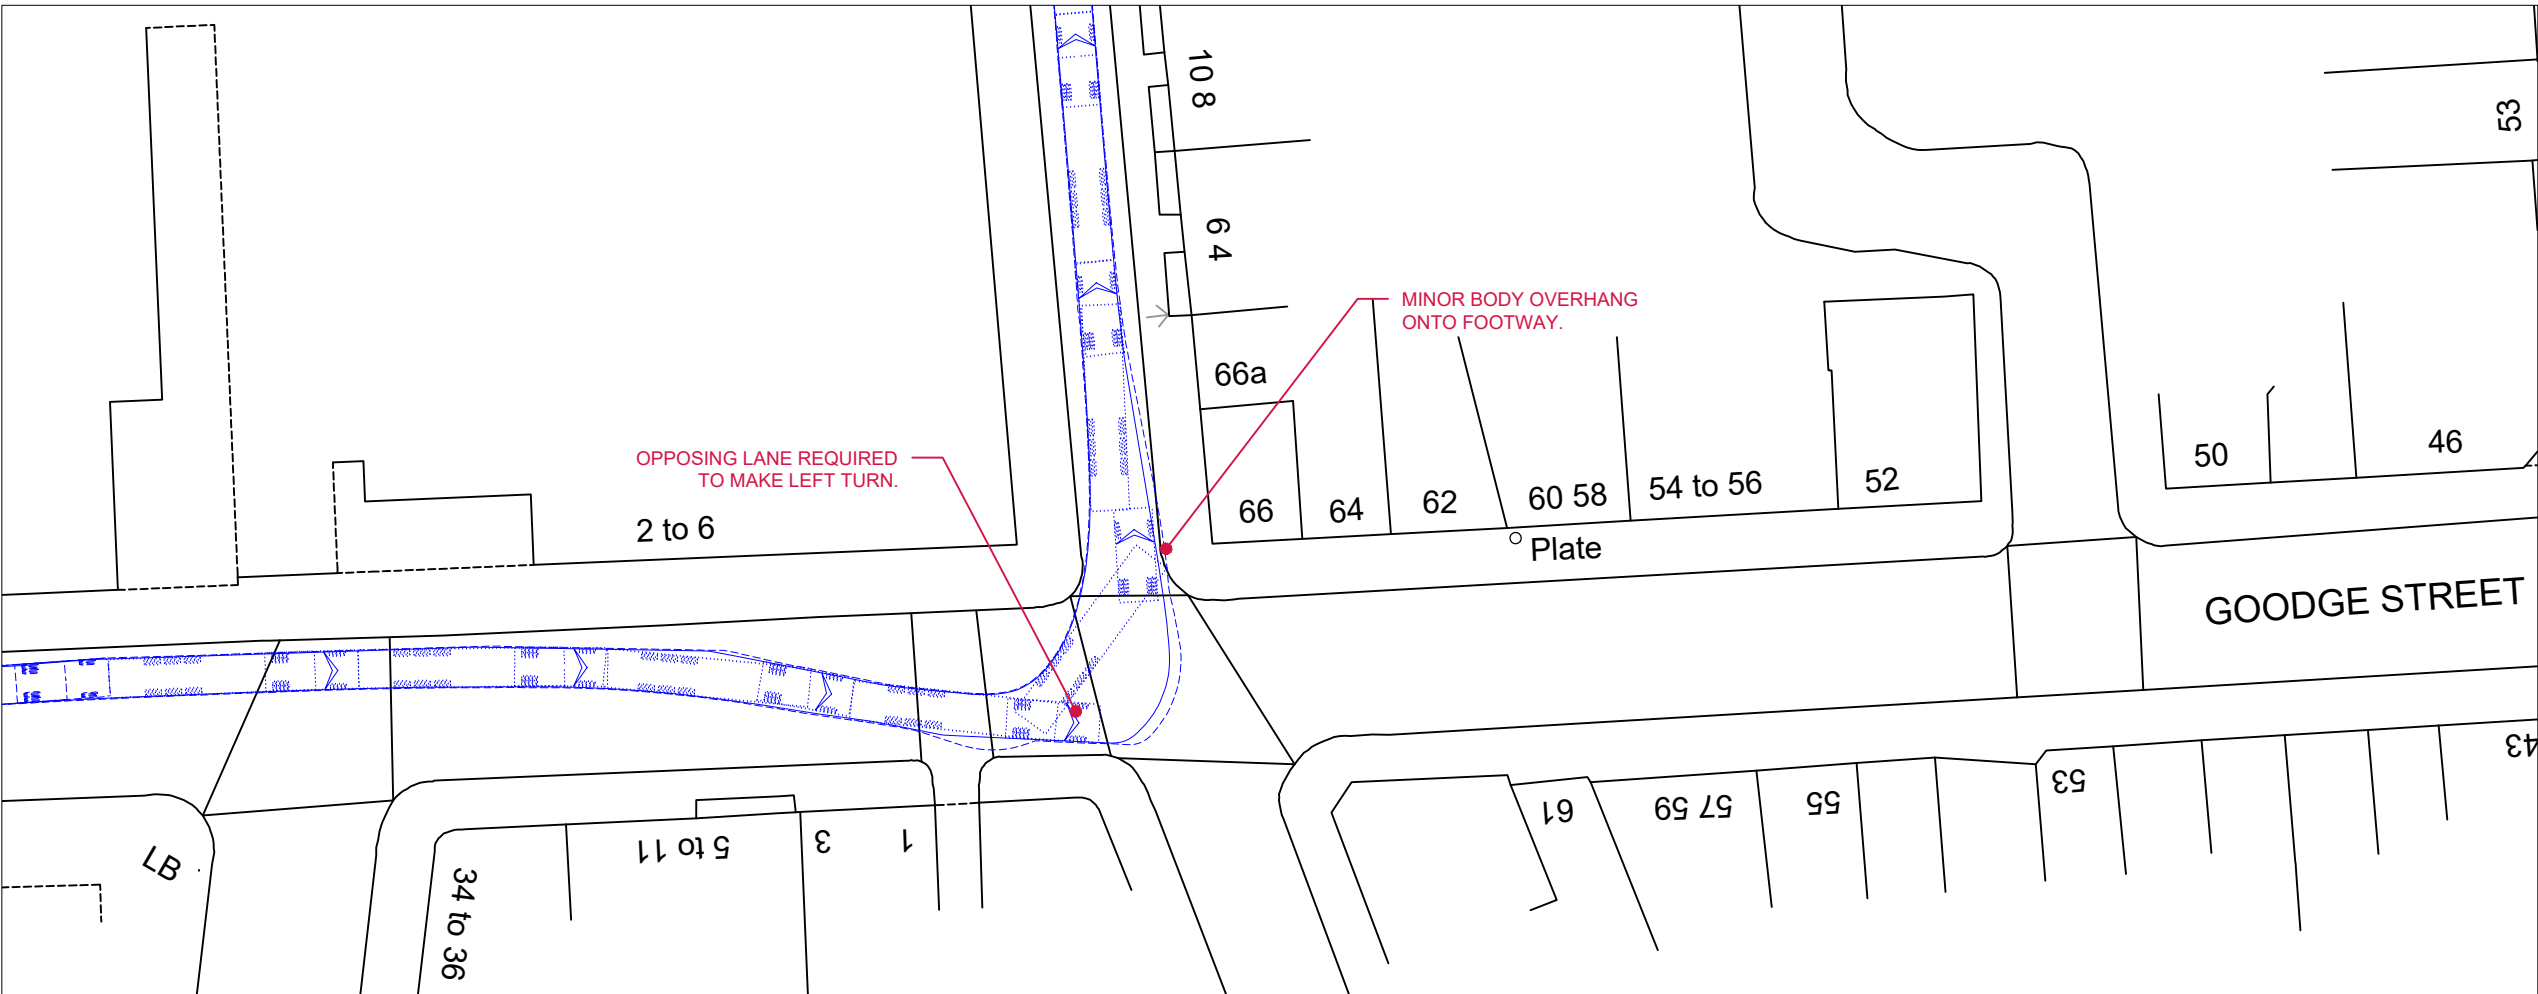 10 8
53
6 4
MINOR BODY OVERHANG
ONTO FOOTWAY.
66a
OPPOSING LANE REQUIRED
TO MAKE LEFT TURN.
2 to 6
66
64
62
60 58
54 to 56
52
50
46
Plate
GOODGE STREET
LB
34 to 36
5 to 11
3
1
61
57 59
55
53
43